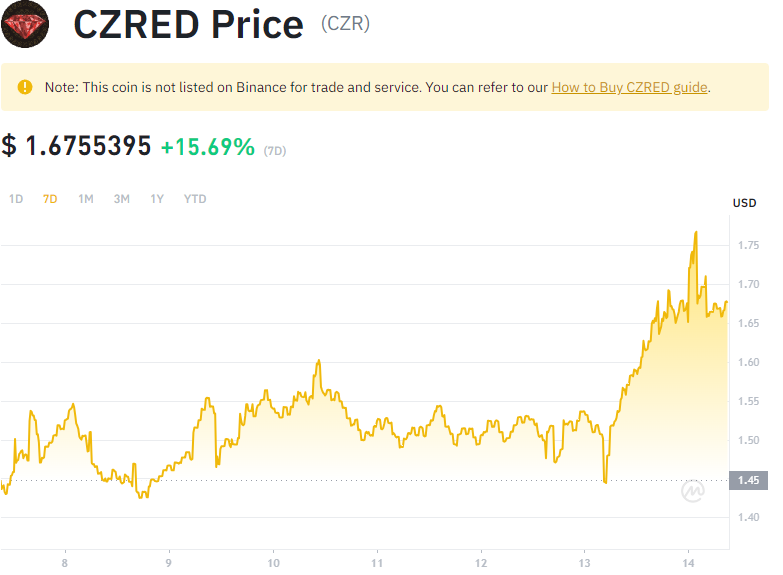 CZRED Price (CZR)
Note: This coin is not listed on Binance for trade and service. You can refer to our How to Buy CZRED guide.
$ 1.6755395 +15.69% (7D)
1D 7D 1M 3M 1Y YTD
USD
1.75
1.70
1.65
1.60
1.55
1.50
1.45
1.40
8 9 10 11 12 13 14